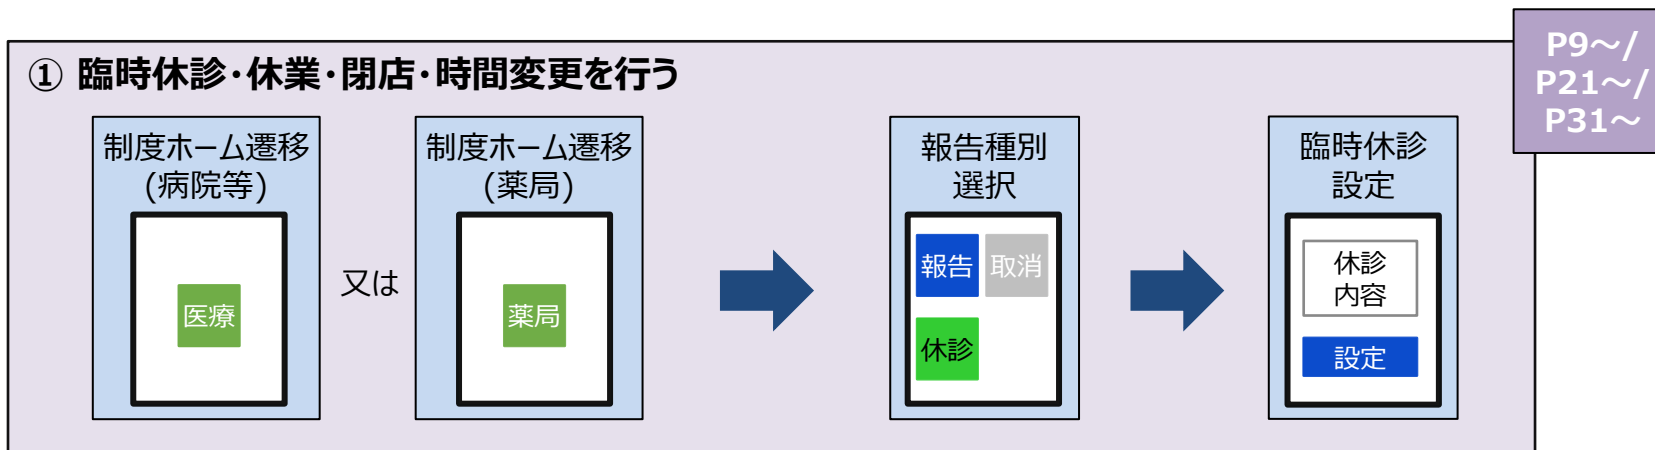 P9～/
P21～/
P31～
① 臨時休診・休業・閉店・時間変更を行う
制度ホーム遷移
(病院等)
医療
又は
制度ホーム遷移
(薬局)
薬局
報告種別
選択
報告
取消
休診
臨時休診
設定
休診
内容
設定